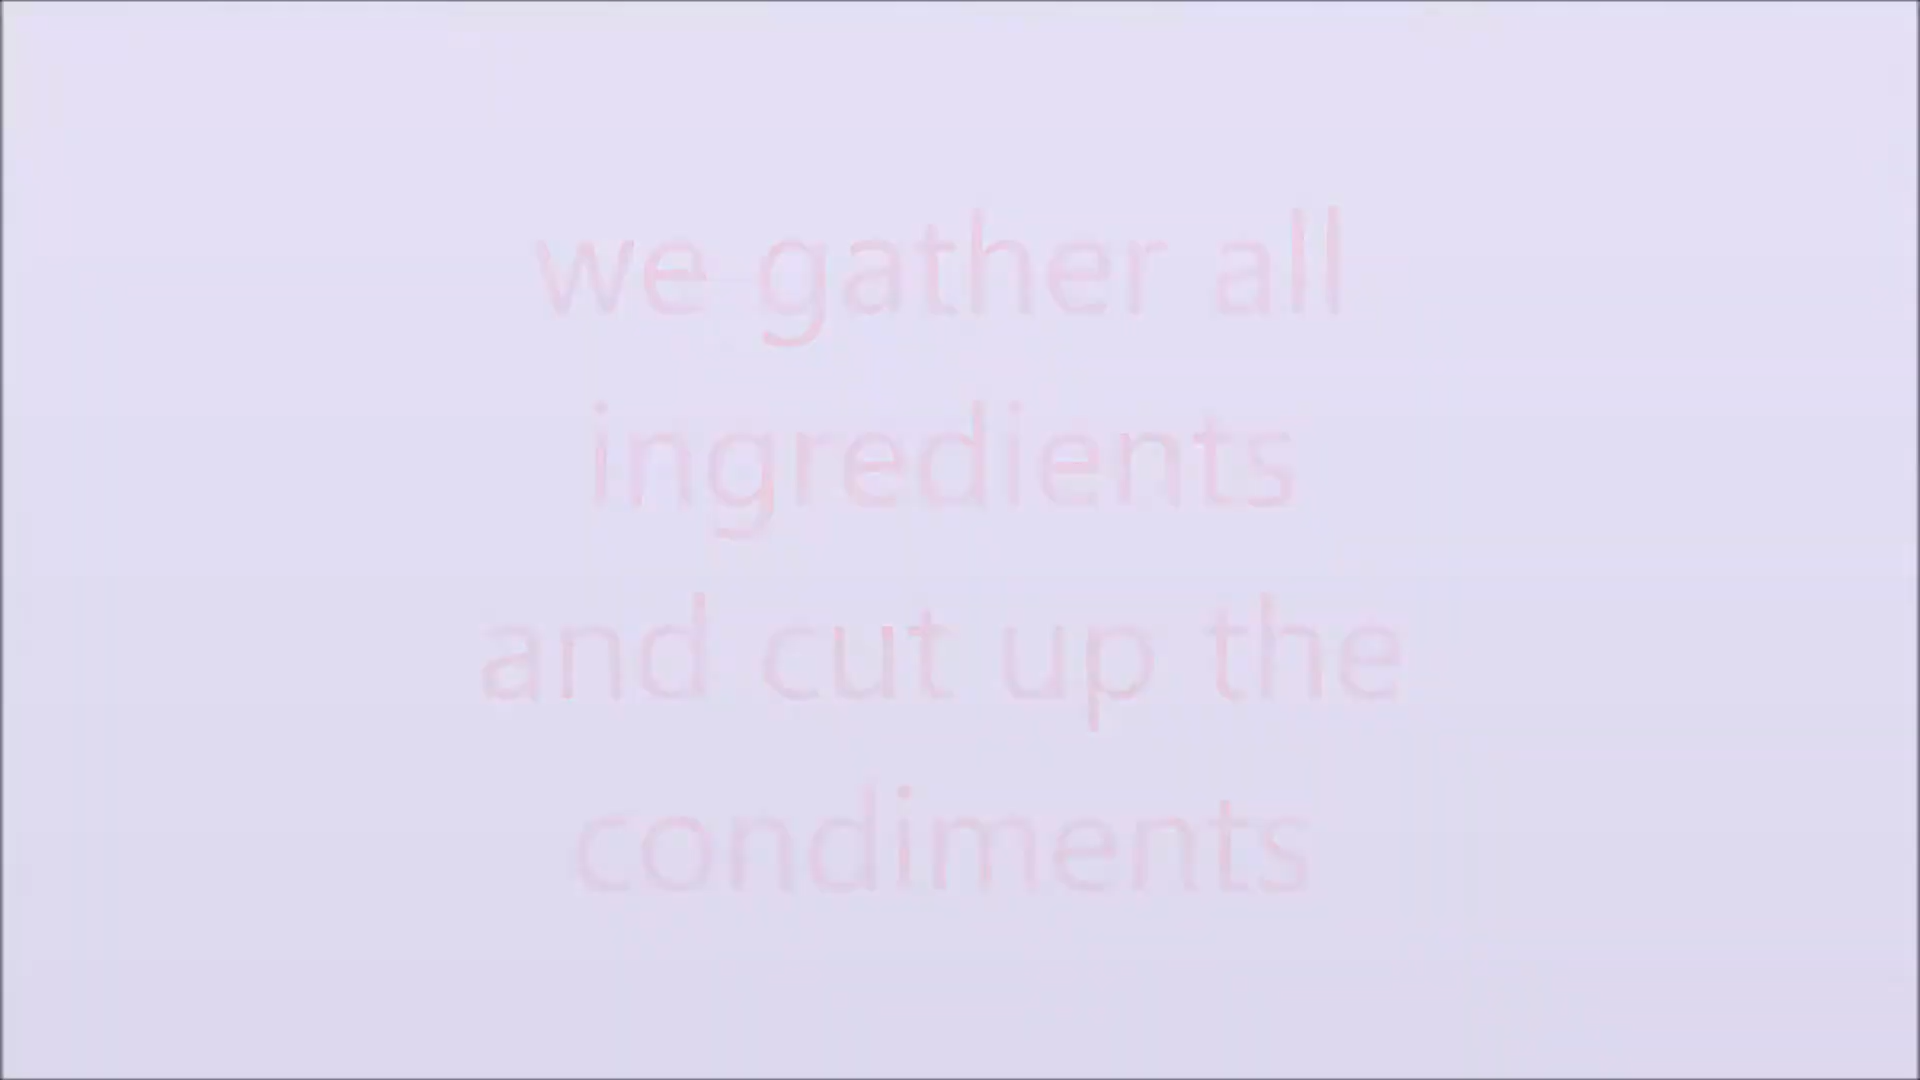 we gather all
ingredients
and cut up the
condiments